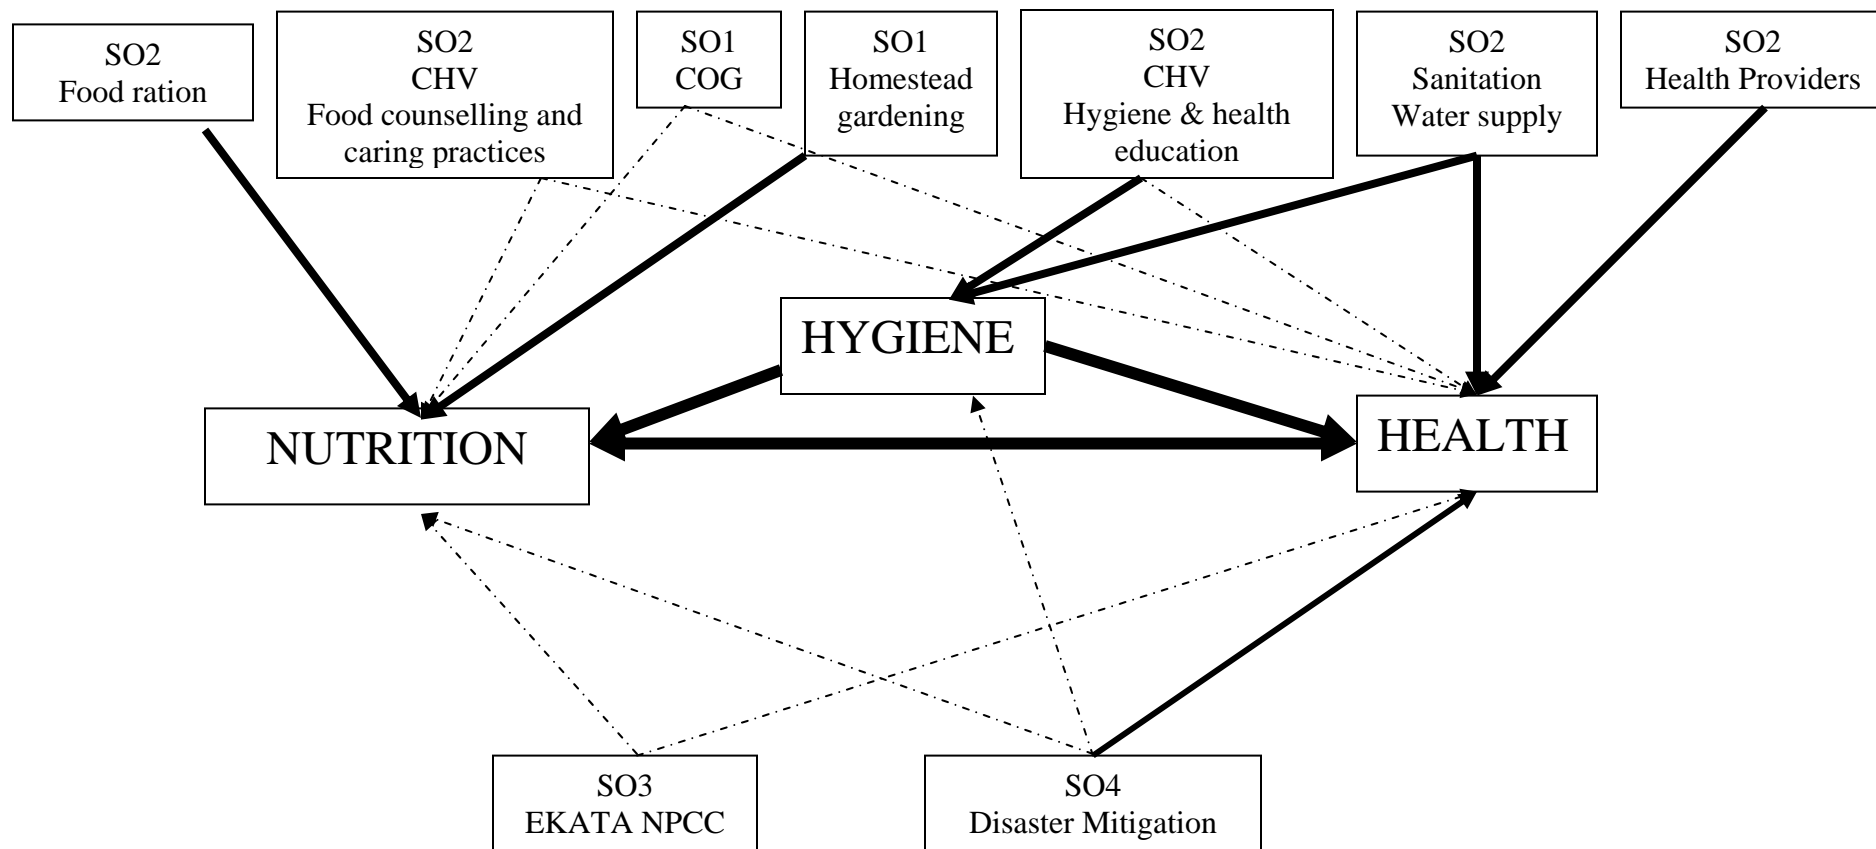 SO2
Food ration
SO2
CHV
Food counselling and
caring practices
SO1
COG
SO1
Homestead
gardening
SO2
CHV
Hygiene & health
education
SO2
Sanitation
Water supply
SO2
Health Providers
HYGIENE
NUTRITION
HEALTH
SO3
EKATA NPCC
SO4
Disaster Mitigation